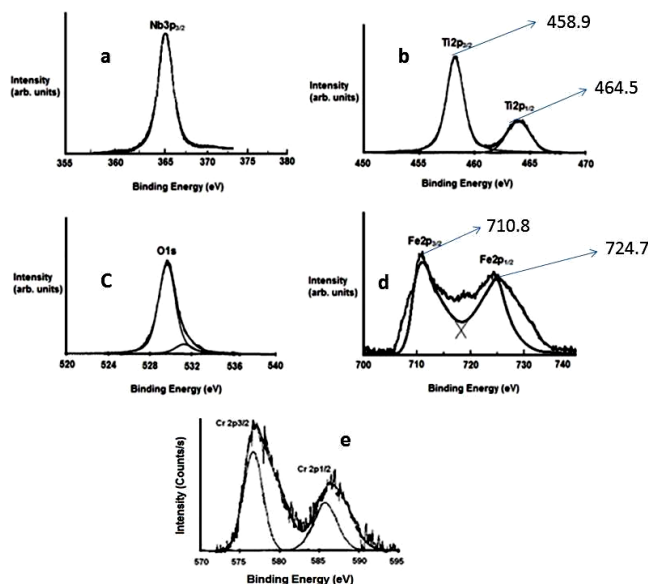 a
Nb3p3/2
Intensity
(arb. units)
355 360 365 370 375 380
Binding Energy (eV)
b
Ti2p3/2
458.9
Ti2p1/2
464.5
Intensity
(arb. units)
450 455 460 465 470
Binding Energy (eV)
C
O1s
Intensity
(arb. units)
520 524 528 532 536 540
Binding Energy (eV)
d
Fe2p3/2
710.8
Fe2p1/2
724.7
Intensity
(arb. units)
700 710 720 730 740
Binding Energy (eV)
e
Cr 2p3/2
Cr 2p1/2
Intensity (Counts/s)
570 575 580 585 590 595
Binding Energy (eV)